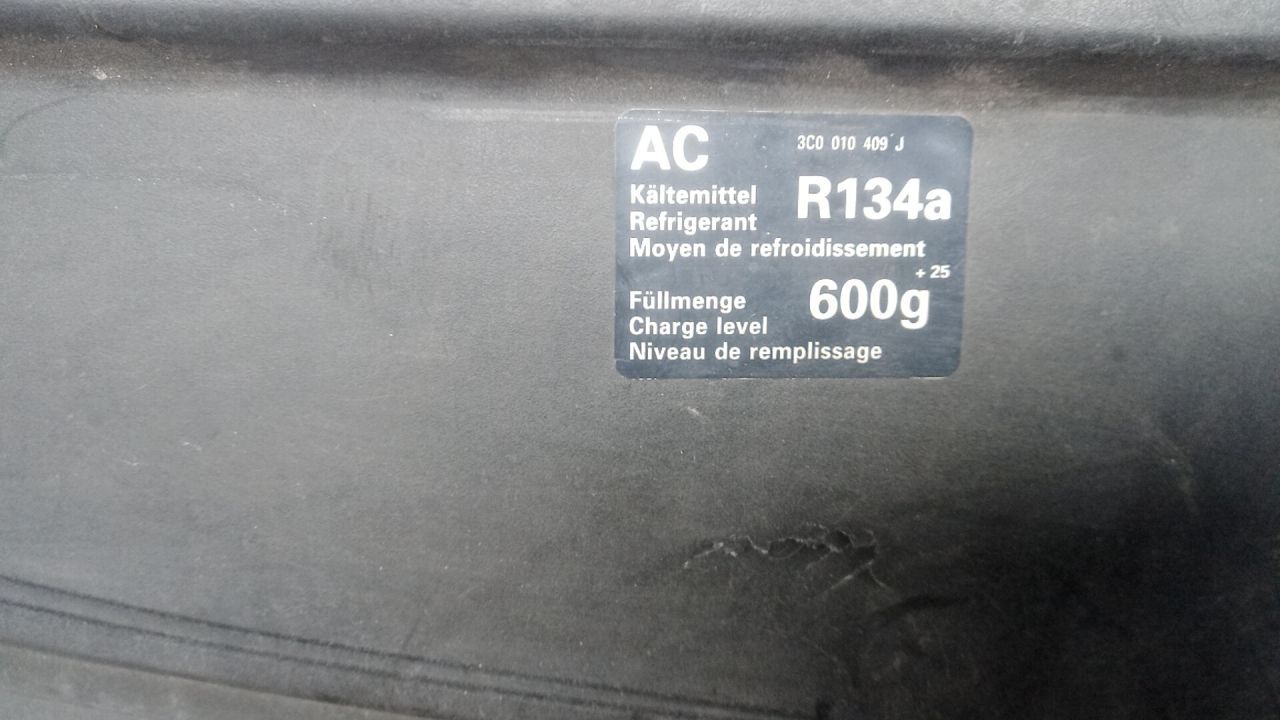 AC 3C0 010 409 J
Kältemittel R134a
Refrigerant
Moyen de refroidissement
+ 25
Füllmenge 600g
Charge level
Niveau de remplissage